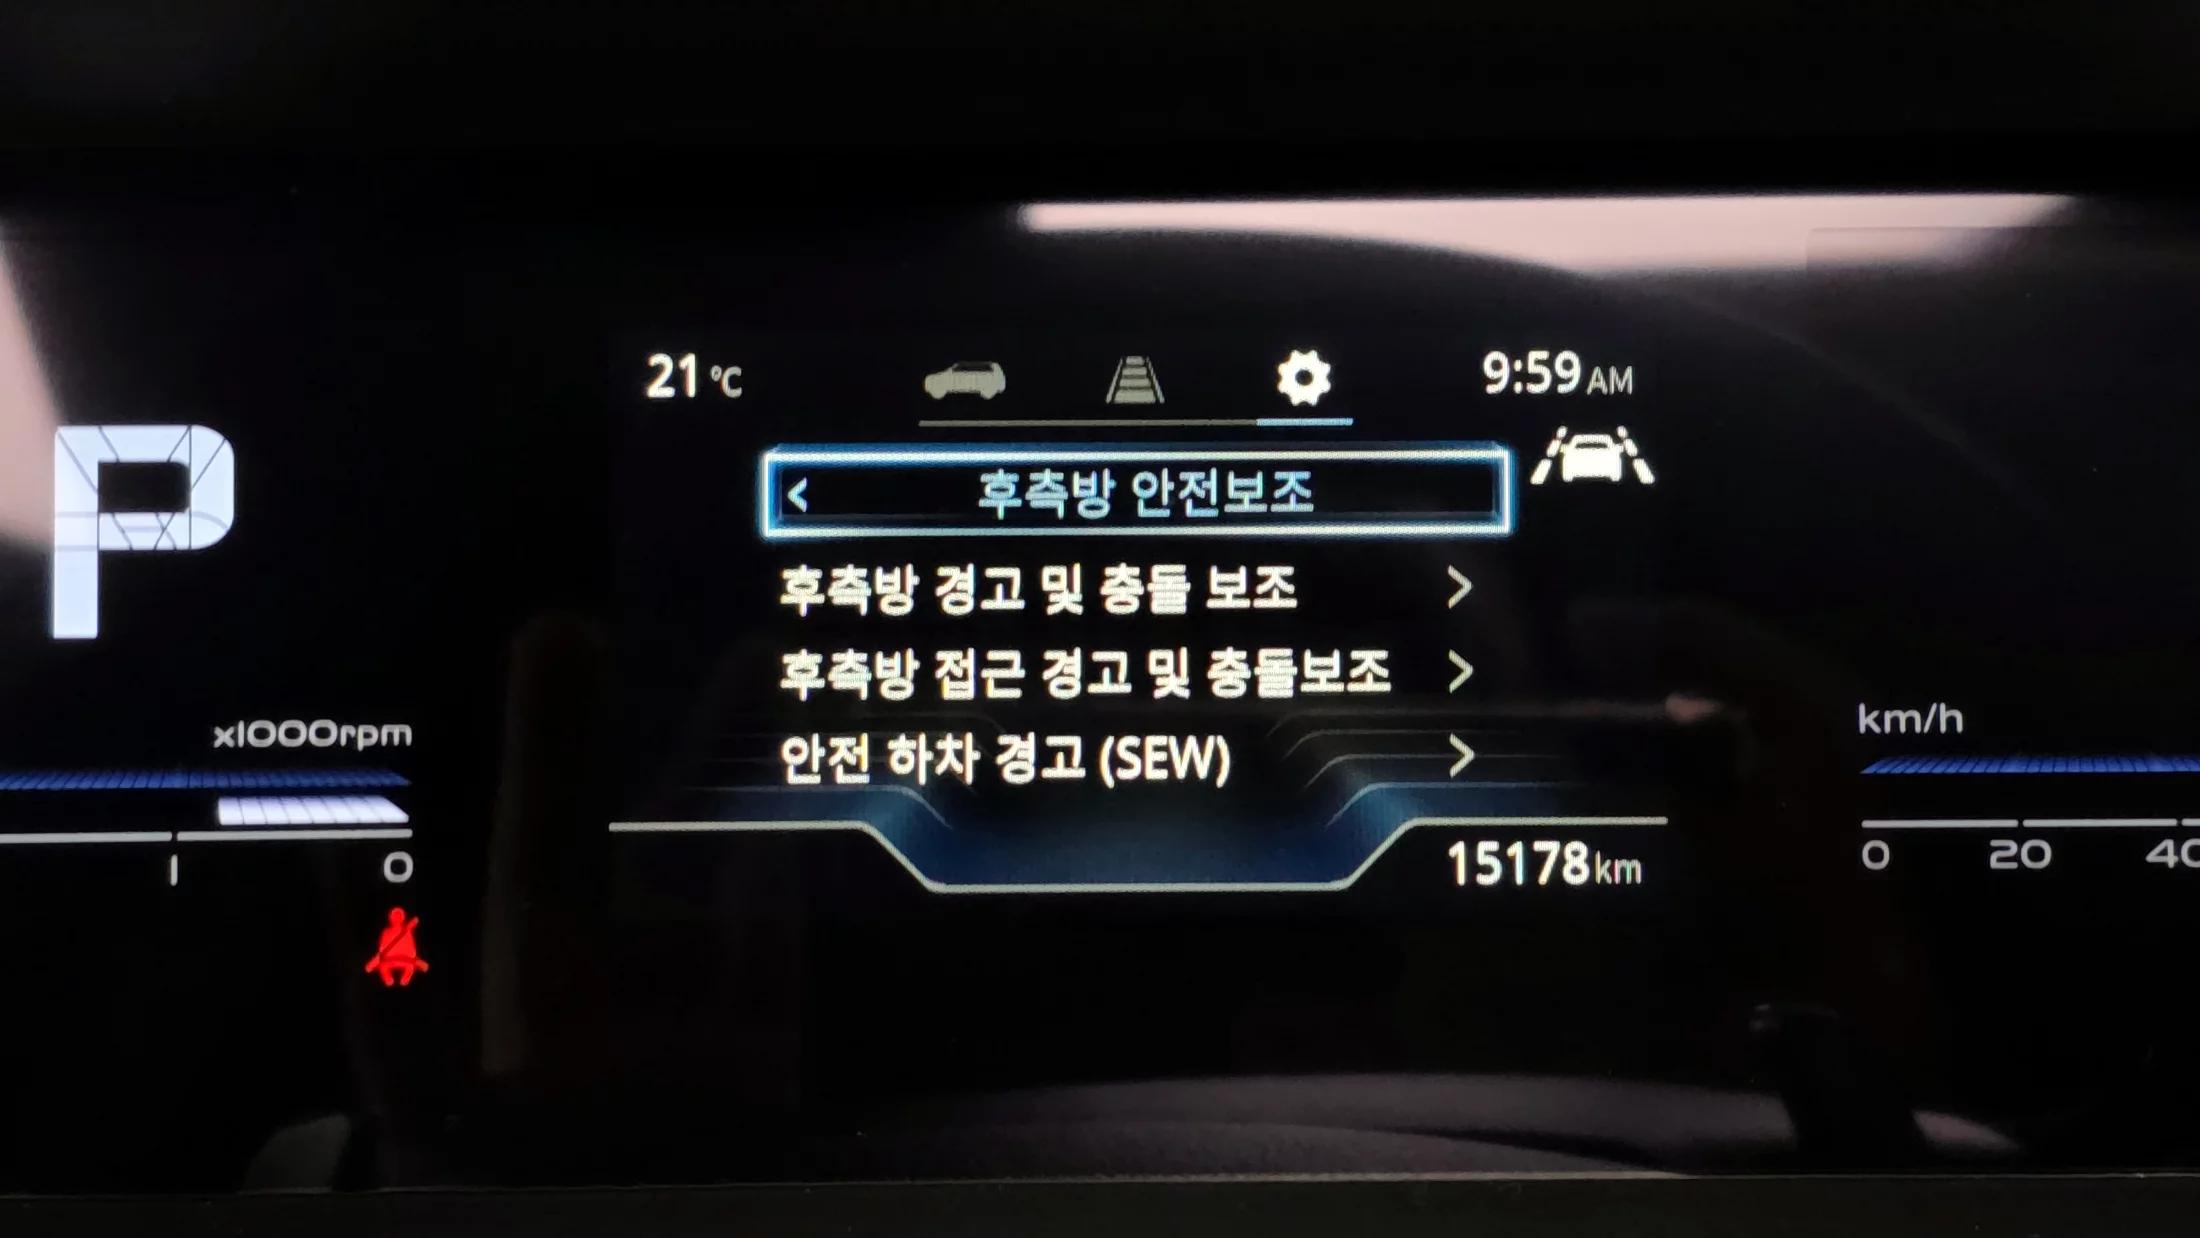 21 °C
9:59 AM
P
< 후측방 안전보조
후측방 경고 및 충돌 보조 >
후측방 접근 경고 및 충돌보조 >
안전 하차 경고 (SEW) >
x1000rpm
1 0
km/h
0 20 40
15178 km